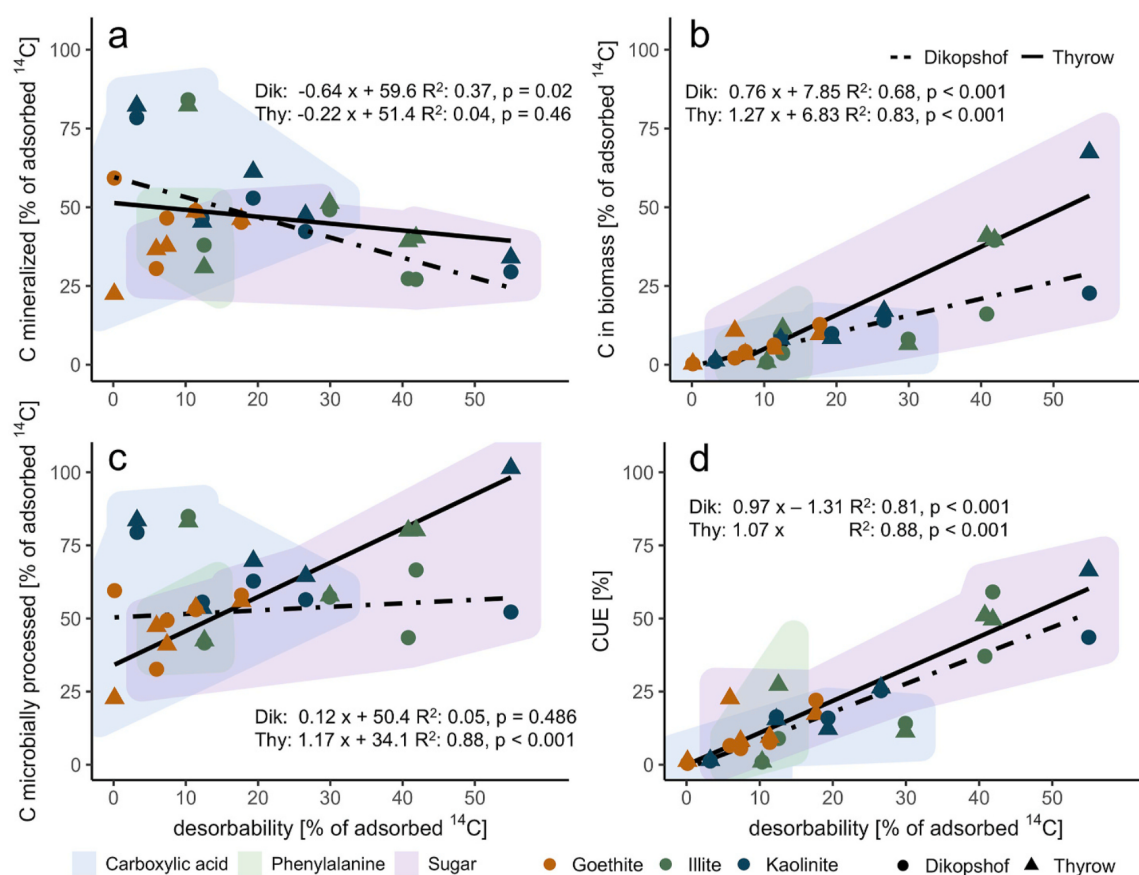 a
C mineralized [% of adsorbed ¹⁴C]
100
75
50
25
0
Dik: -0.64 x + 59.6 R²: 0.37, p = 0.02
Thy: -0.22 x + 51.4 R²: 0.04, p = 0.46
0 10 20 30 40 50
b
Dikopshof Thyrow
C in biomass [% of adsorbed ¹⁴C]
100
75
50
25
0
Dik: 0.76 x + 7.85 R²: 0.68, p < 0.001
Thy: 1.27 x + 6.83 R²: 0.83, p < 0.001
0 10 20 30 40 50
c
C microbially processed [% of adsorbed ¹⁴C]
100
75
50
25
0
Dik: 0.12 x + 50.4 R²: 0.05, p = 0.486
Thy: 1.17 x + 34.1 R²: 0.88, p < 0.001
0 10 20 30 40 50
desorbability [% of adsorbed ¹⁴C]
d
CUE [%]
100
75
50
25
0
Dik: 0.97 x – 1.31 R²: 0.81, p < 0.001
Thy: 1.07 x R²: 0.88, p < 0.001
0 10 20 30 40 50
desorbability [% of adsorbed ¹⁴C]
Carboxylic acid Phenylalanine Sugar Goethite Illite Kaolinite Dikopshof Thyrow